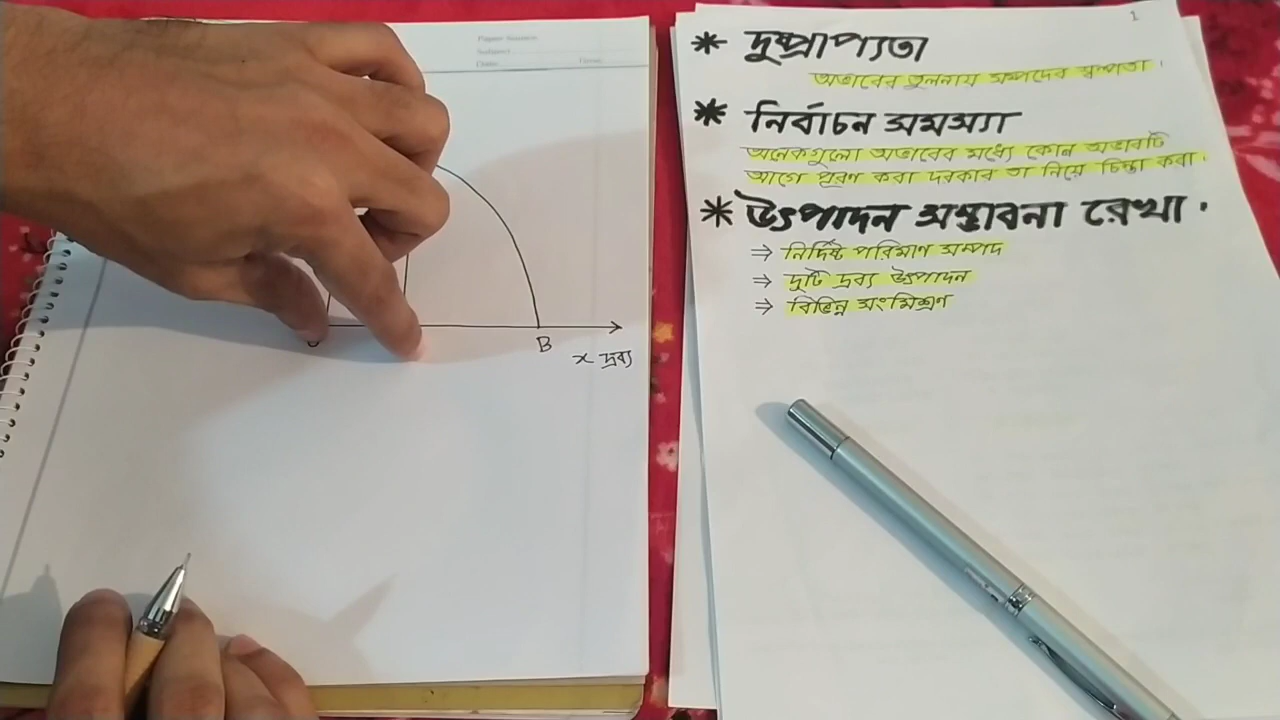 B
x দ্রব্য
1
* দুষ্প্রাপ্যতা
অভাবের তুলনায় সম্পদের স্বল্পতা।
* নির্বাচন সমস্যা
অনেকগুলো অভাবের মধ্যে কোন অভাবটি
আগে পূরণ করা দরকার তা নিয়ে চিন্তা করা।
* উৎপাদন সম্ভাবনা রেখা.
⇒ নির্দিষ্ট পরিমাণ সম্পদ
⇒ দুটি দ্রব্য উৎপাদন
⇒ বিভিন্ন সংমিশ্রণ